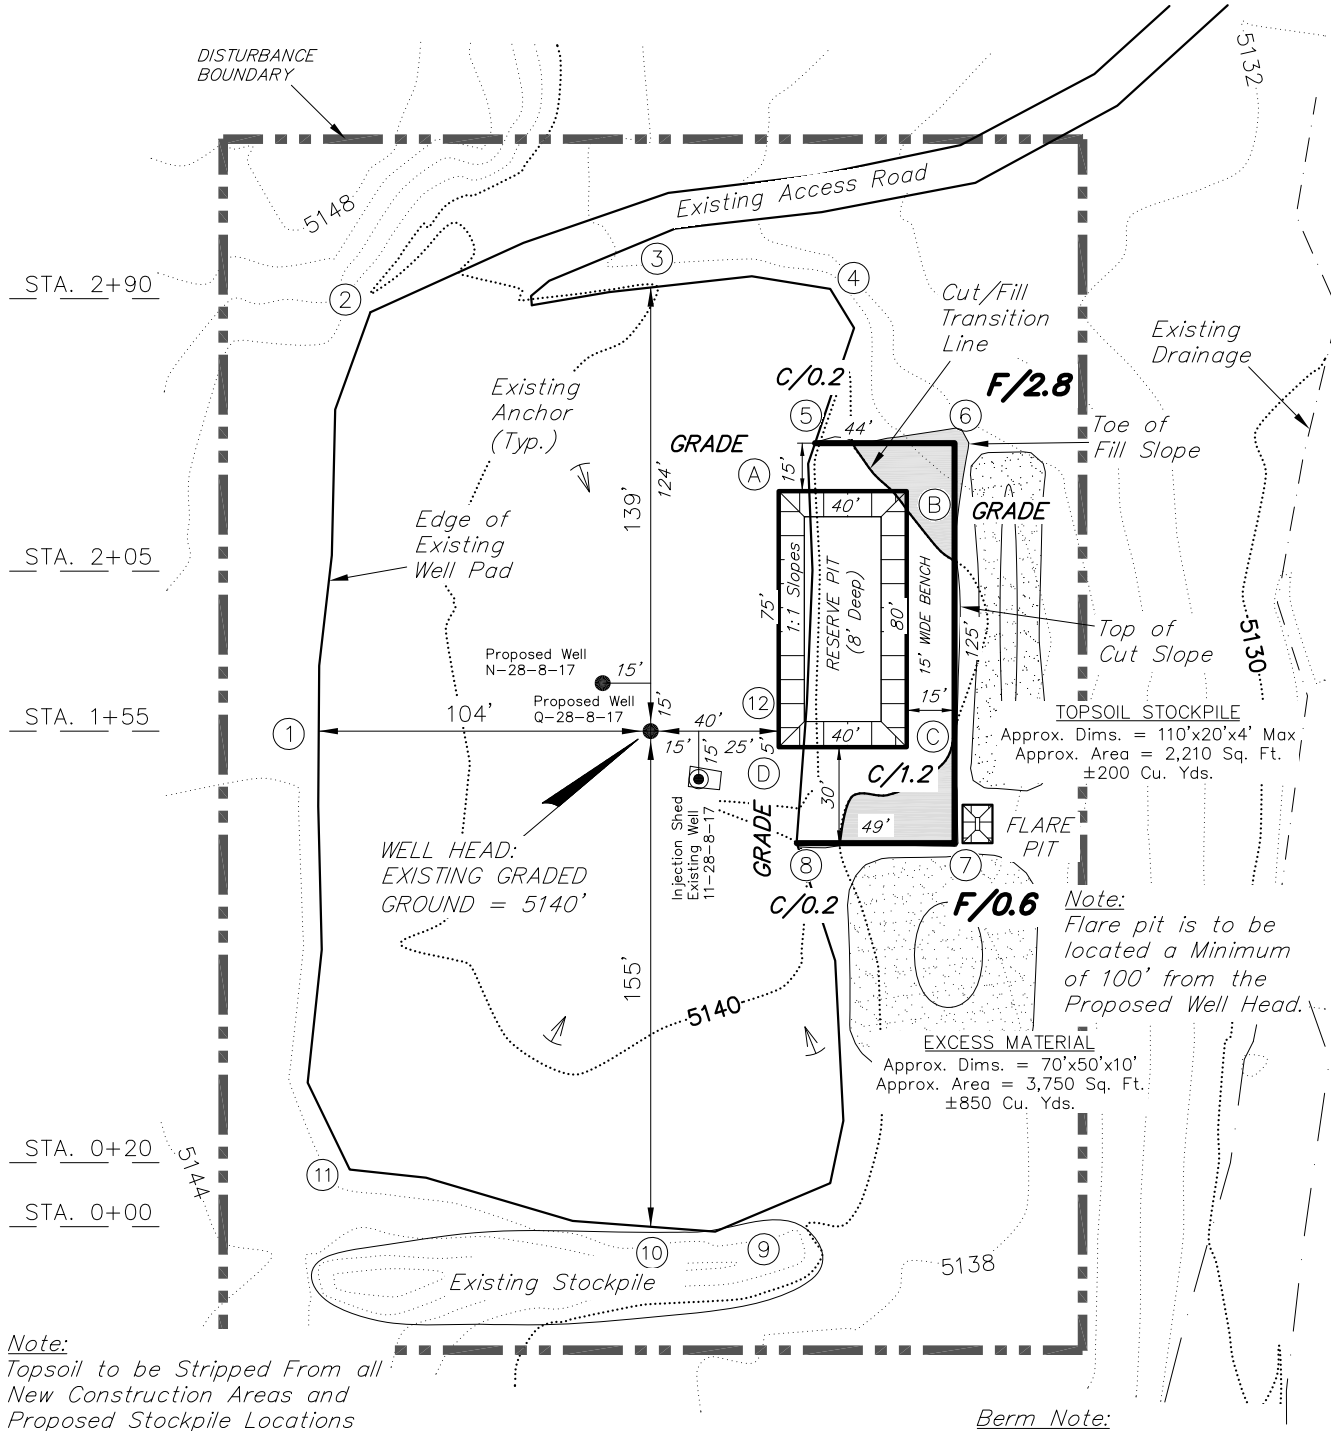 DISTURBANCE
BOUNDARY
5132
5148
Existing Access Road
STA. 2+90
2
3
4
Cut/Fill
Transition
Line
Existing
Drainage
C/0.2
F/2.8
Existing
Anchor
(Typ.)
5
6
GRADE
44'
Toe of
Fill Slope
15'
124'
139'
A
40'
B
GRADE
Edge of
Existing
Well Pad
STA. 2+05
75'
1:1 Slopes
RESERVE PIT
(8' Deep)
80'
15' WIDE BENCH
125'
Top of
Cut Slope
5130
Proposed Well
N-28-8-17
15'
Proposed Well
Q-28-8-17
15'
STA. 1+55
1
104'
40'
15'
15'
25'
5'
12
40'
15'
C
D
C/1.2
TOPSOIL STOCKPILE
Approx. Dims. = 110'x20'x4' Max
Approx. Area = 2,210 Sq. Ft.
±200 Cu. Yds.
30'
49'
GRADE
Injection Shed
Existing Well
11-28-8-17
FLARE
PIT
WELL HEAD:
EXISTING GRADED
GROUND = 5140'
8
7
C/0.2
F/0.6
Note:
Flare pit is to be
located a Minimum
of 100' from the
Proposed Well Head.
155'
5140
EXCESS MATERIAL
Approx. Dims. = 70'x50'x10'
Approx. Area = 3,750 Sq. Ft.
±850 Cu. Yds.
STA. 0+20
5144
11
STA. 0+00
10
9
5138
Existing Stockpile
Note:
Topsoil to be Stripped From all
New Construction Areas and
Proposed Stockpile Locations
Berm Note: